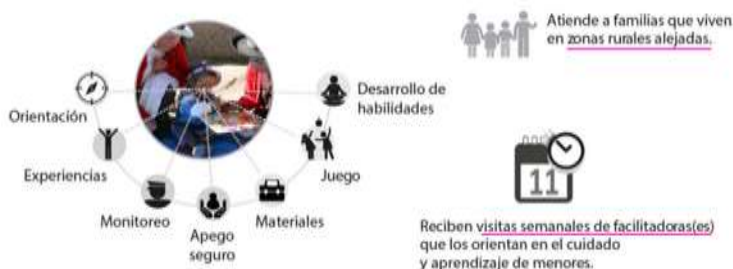 Atiende a familias que viven
en zonas rurales alejadas.
Orientación
Experiencias
Monitoreo
Apego
seguro
Materiales
Juego
Desarrollo de
habilidades
11
Reciben visitas semanales de facilitadoras(es)
que los orientan en el cuidado
y aprendizaje de menores.